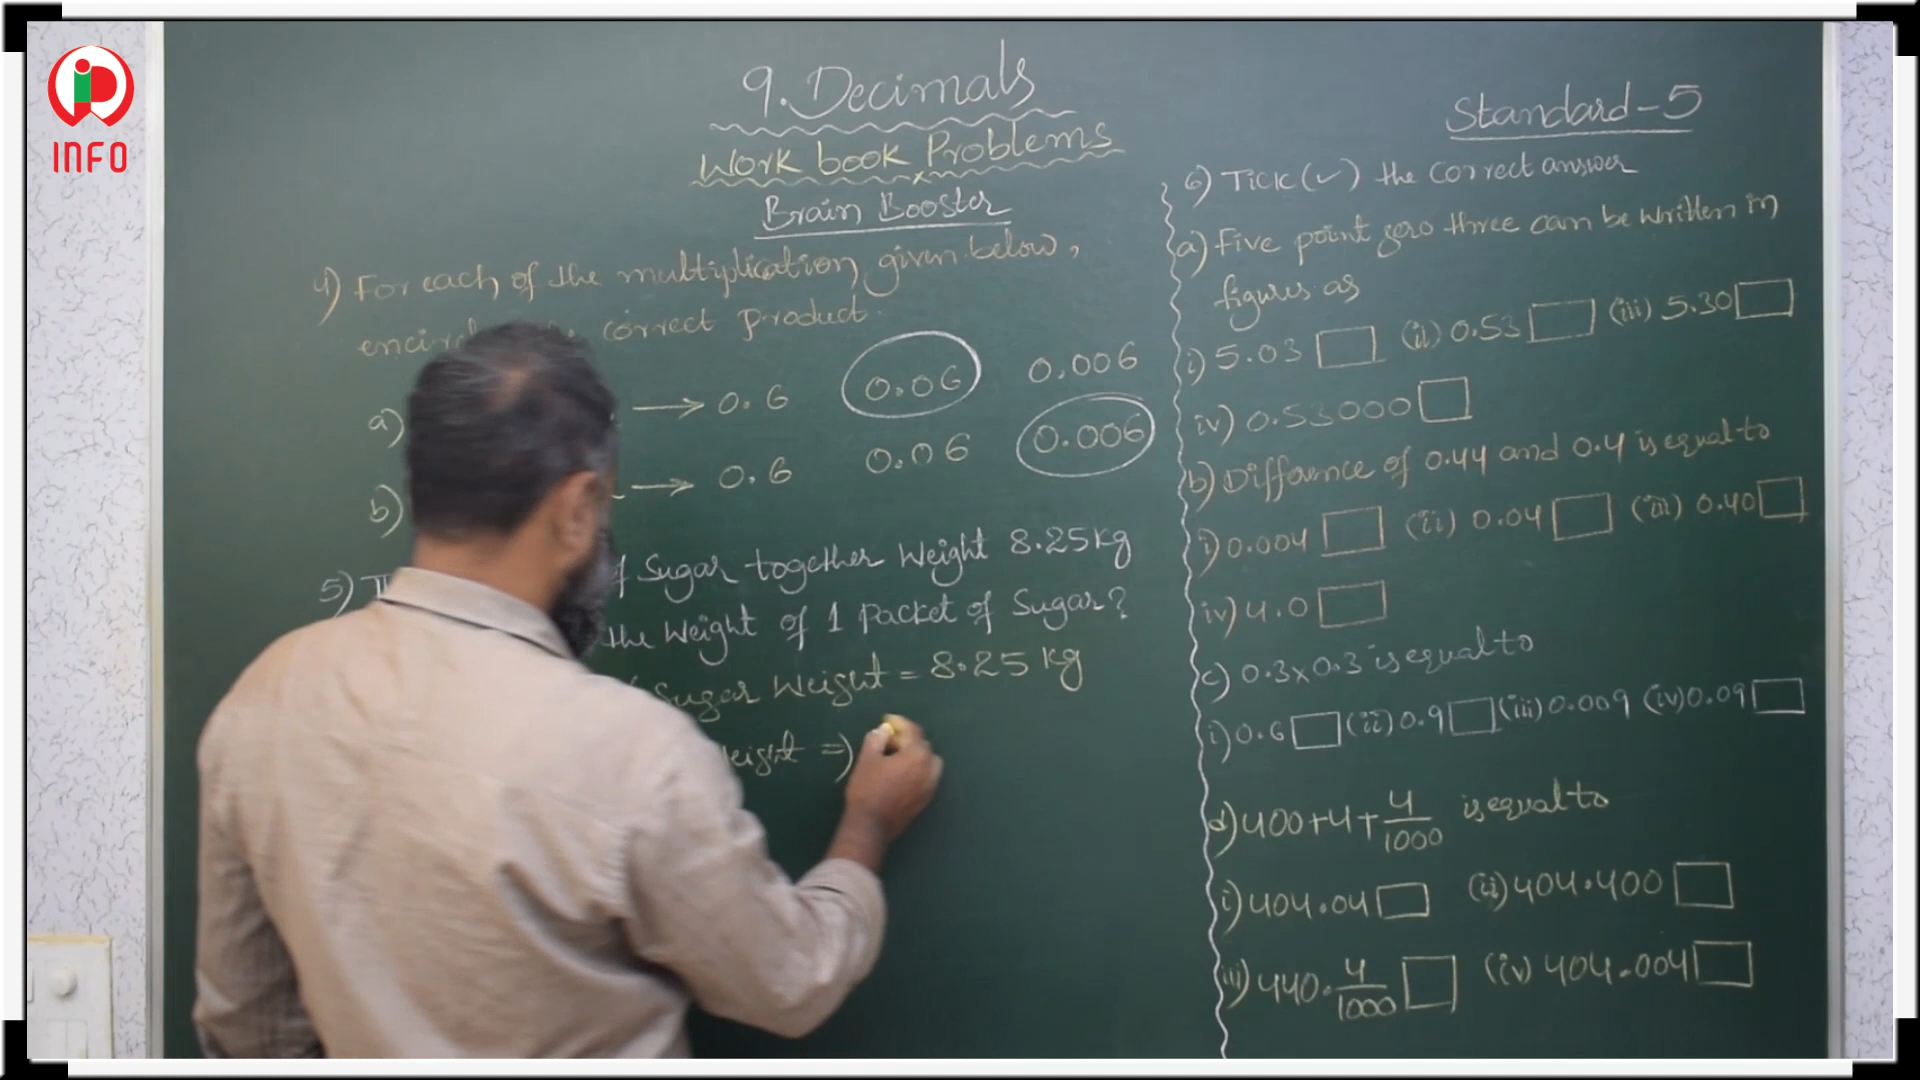 INFO
9. Decimals
Work book Problems
Brain Booster
Standard-5
4) For each of the multiplication given below,
correct product.
a) → 0.6 0.06 0.006
b) → 0.6 0.06 0.006
5) Sugar together weight 8.25kg
the weight of 1 packet of Sugar?
Sugar weight = 8.25 kg
=)
6) Tick (✓) the correct answer
a) Five point zero three can be written in
figures as
i) 5.03 (ii) 0.53 (iii) 5.30
iv) 0.53000
b) Difference of 0.44 and 0.4 is equal to
i) 0.004 (ii) 0.04 (iii) 0.40
iv) 4.0
c) 0.3x0.3 is equal to
i) 0.6 (ii) 0.9 (iii) 0.009 (iv) 0.09
d) 400+4+4/1000 is equal to
i) 404.04 (ii) 404.400
iii) 440.4/1000 (iv) 404.004